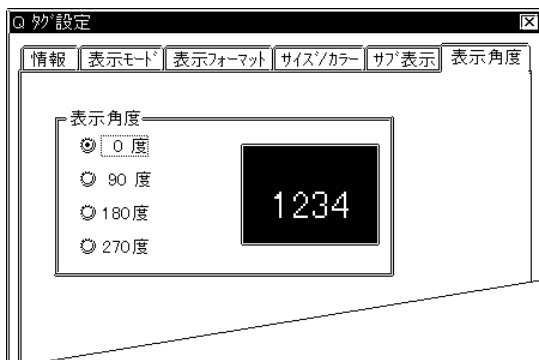 Q ﾀｸﾞ設定
情報 表示ﾓｰﾄﾞ 表示ﾌｫｰﾏｯﾄ ｻｲｽﾞ/ｶﾗｰ ｻﾌﾞ表示 表示角度
表示角度
0 度
90 度
1234
180度
270度